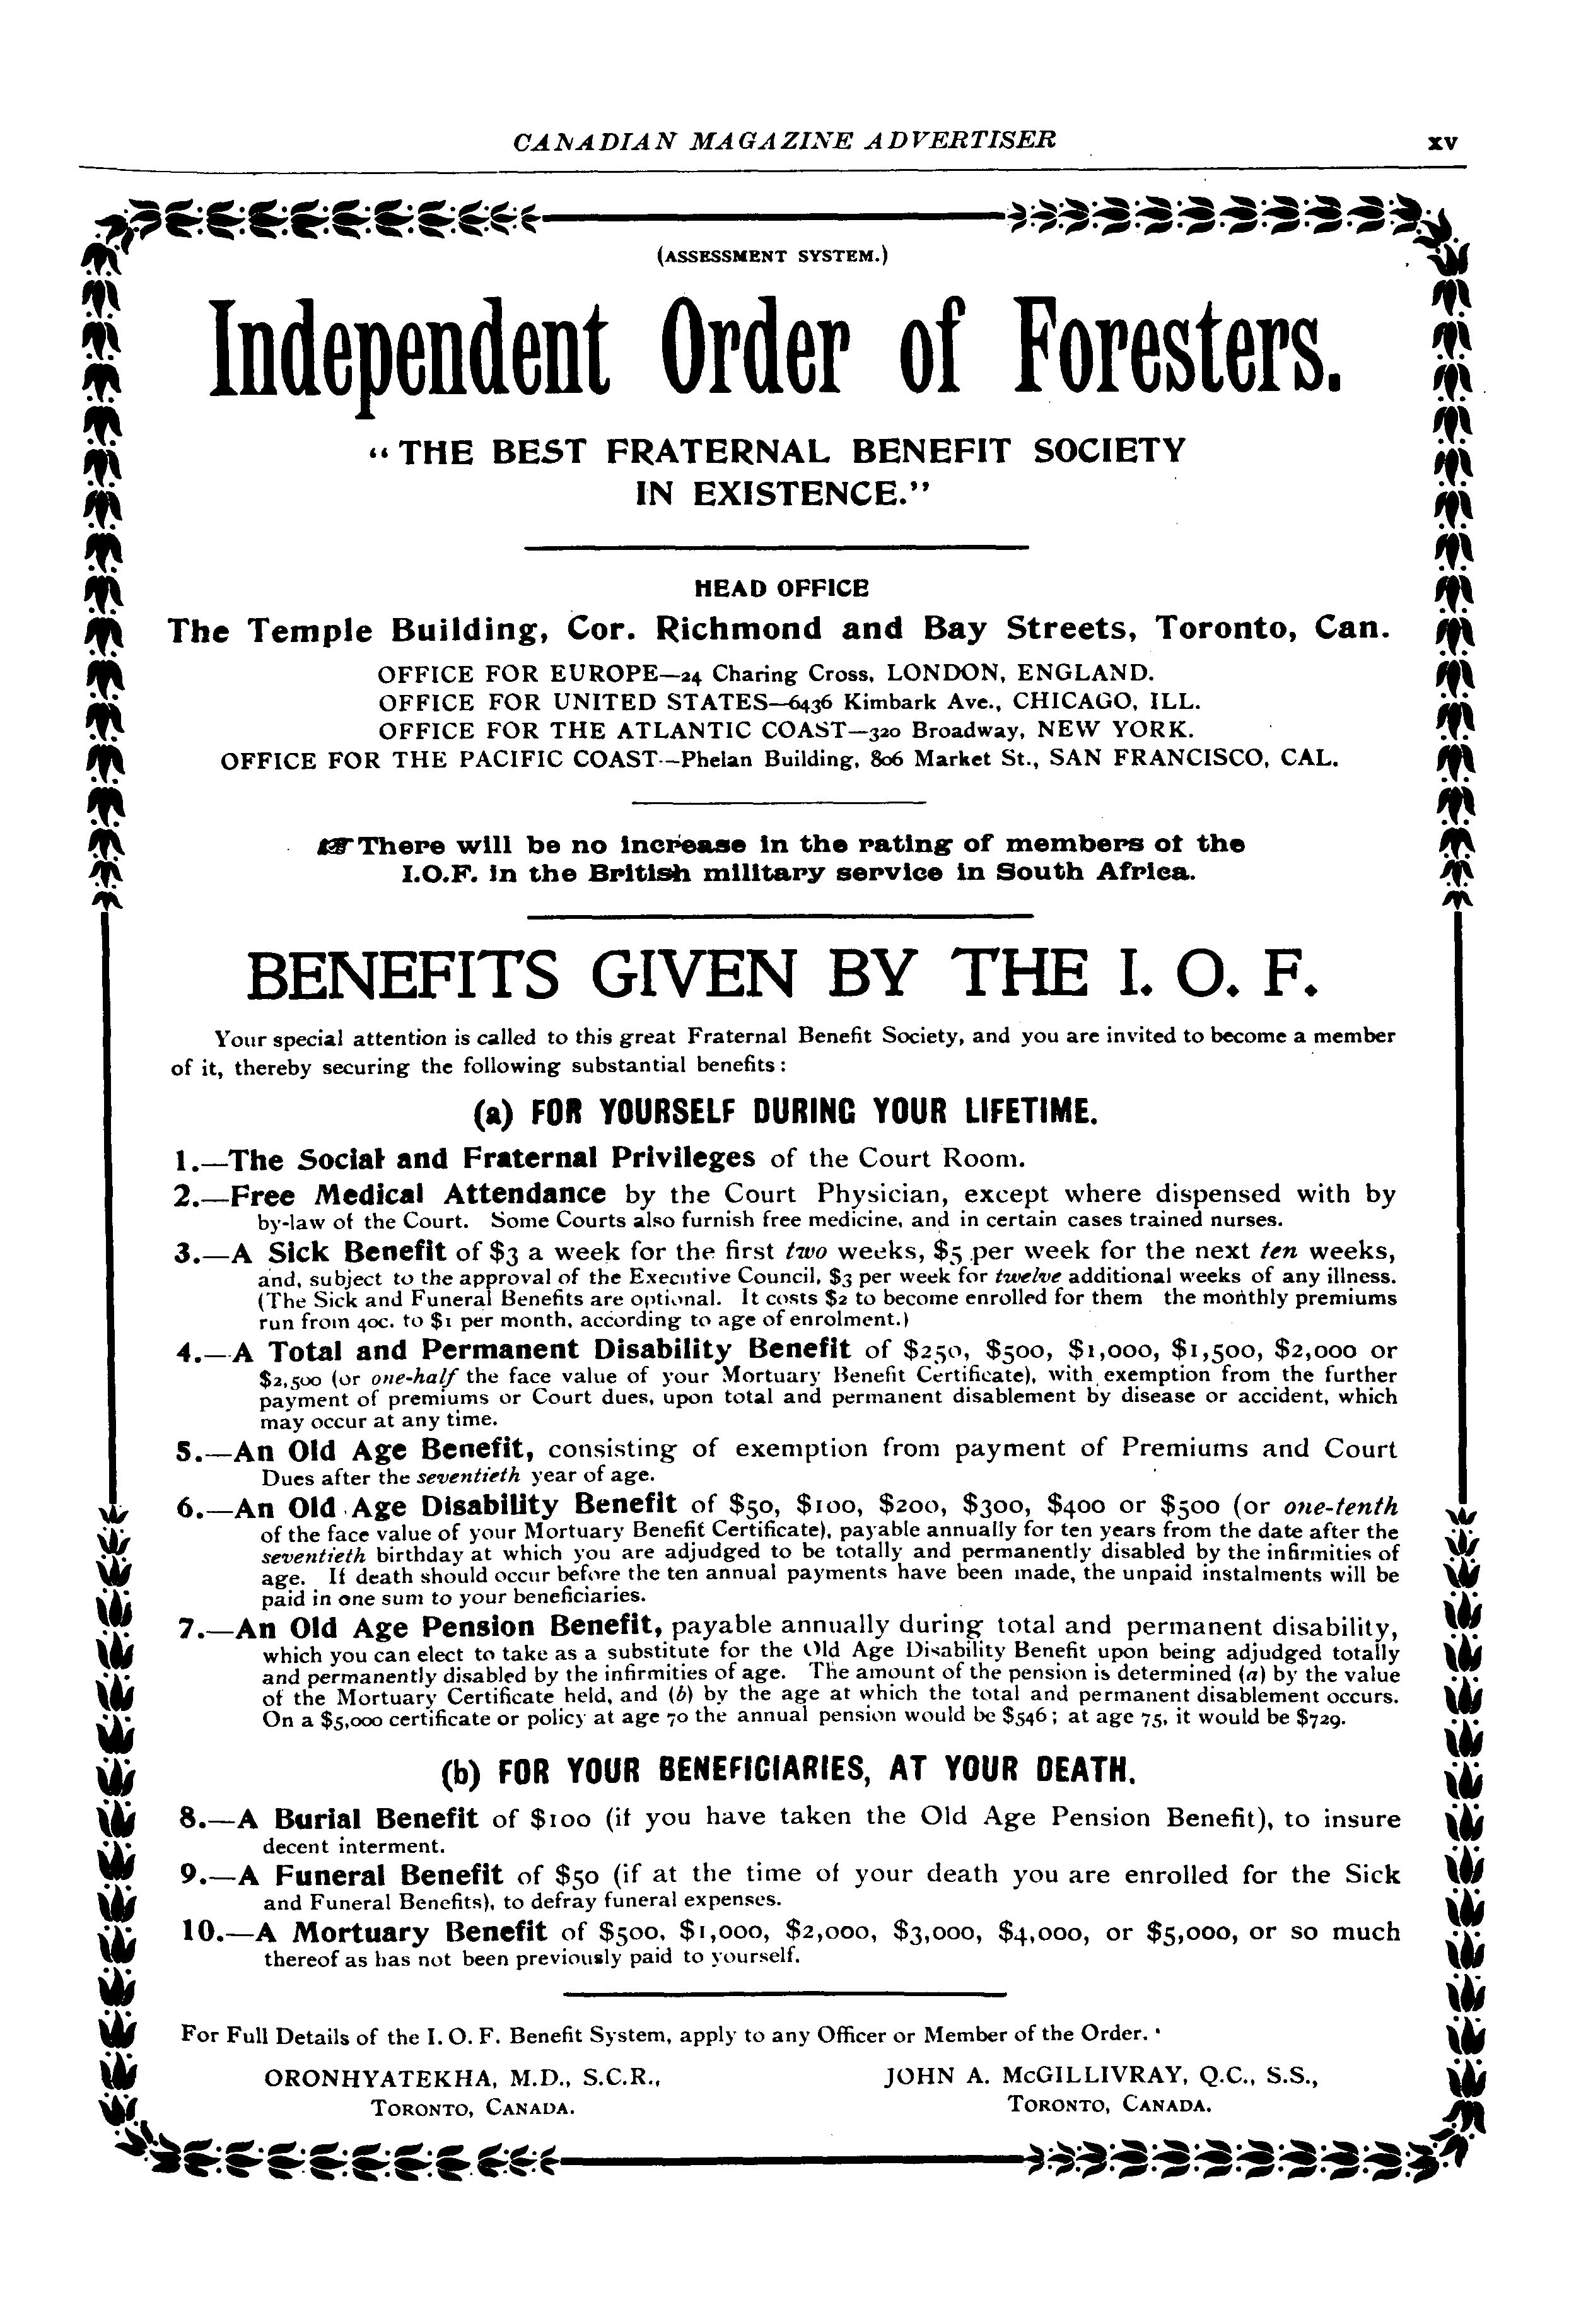 CANADIAN MAGAZINE ADVERTISER xv
(ASSESSMENT SYSTEM.)
Independent Order of Foresters.
"THE BEST FRATERNAL BENEFIT SOCIETY
IN EXISTENCE."
HEAD OFFICE
The Temple Building, Cor. Richmond and Bay Streets, Toronto, Can.
OFFICE FOR EUROPE—24 Charing Cross, LONDON, ENGLAND.
OFFICE FOR UNITED STATES—6436 Kimbark Ave., CHICAGO, ILL.
OFFICE FOR THE ATLANTIC COAST—320 Broadway, NEW YORK.
OFFICE FOR THE PACIFIC COAST—Phelan Building, 806 Market St., SAN FRANCISCO, CAL.
☞There will be no increase in the rating of members of the
I.O.F. in the British military service in South Africa.
BENEFITS GIVEN BY THE I. O. F.
Your special attention is called to this great Fraternal Benefit Society, and you are invited to become a member
of it, thereby securing the following substantial benefits:
(a) FOR YOURSELF DURING YOUR LIFETIME.
1.—The Social and Fraternal Privileges of the Court Room.
2.—Free Medical Attendance by the Court Physician, except where dispensed with by
by-law of the Court. Some Courts also furnish free medicine, and in certain cases trained nurses.
3.—A Sick Benefit of $3 a week for the first two weeks, $5 per week for the next ten weeks,
and, subject to the approval of the Executive Council, $3 per week for twelve additional weeks of any illness.
(The Sick and Funeral Benefits are optional. It costs $2 to become enrolled for them the monthly premiums
run from 40c. to $1 per month, according to age of enrolment.)
4.—A Total and Permanent Disability Benefit of $250, $500, $1,000, $1,500, $2,000 or
$2,500 (or one-half the face value of your Mortuary Benefit Certificate), with exemption from the further
payment of premiums or Court dues, upon total and permanent disablement by disease or accident, which
may occur at any time.
5.—An Old Age Benefit, consisting of exemption from payment of Premiums and Court
Dues after the seventieth year of age.
6.—An Old Age Disability Benefit of $50, $100, $200, $300, $400 or $500 (or one-tenth
of the face value of your Mortuary Benefit Certificate), payable annually for ten years from the date after the
seventieth birthday at which you are adjudged to be totally and permanently disabled by the infirmities of
age. If death should occur before the ten annual payments have been made, the unpaid instalments will be
paid in one sum to your beneficiaries.
7.—An Old Age Pension Benefit, payable annually during total and permanent disability,
which you can elect to take as a substitute for the Old Age Disability Benefit upon being adjudged totally
and permanently disabled by the infirmities of age. The amount of the pension is determined (a) by the value
of the Mortuary Certificate held, and (b) by the age at which the total and permanent disablement occurs.
On a $5,000 certificate or policy at age 70 the annual pension would be $546; at age 75, it would be $729.
(b) FOR YOUR BENEFICIARIES, AT YOUR DEATH.
8.—A Burial Benefit of $100 (if you have taken the Old Age Pension Benefit), to insure
decent interment.
9.—A Funeral Benefit of $50 (if at the time of your death you are enrolled for the Sick
and Funeral Benefits), to defray funeral expenses.
10.—A Mortuary Benefit of $500, $1,000, $2,000, $3,000, $4,000, or $5,000, or so much
thereof as has not been previously paid to yourself.
For Full Details of the I. O. F. Benefit System, apply to any Officer or Member of the Order.
ORONHYATEKHA, M.D., S.C.R., JOHN A. McGILLIVRAY, Q.C., S.S.,
TORONTO, CANADA. TORONTO, CANADA.